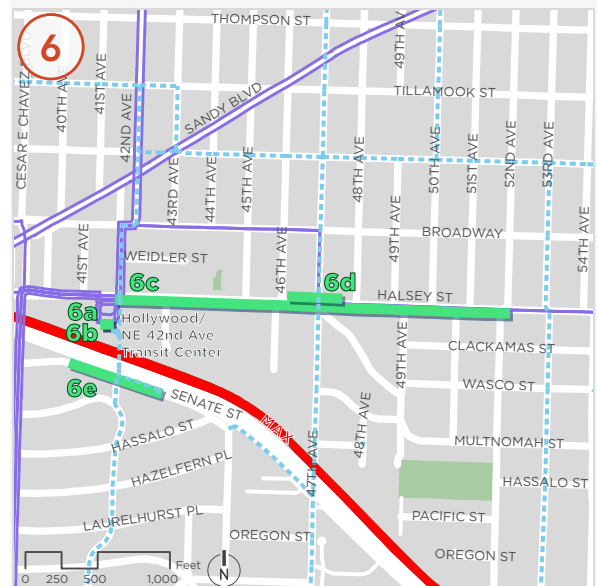 6
THOMPSON ST
CESAR E CHAVEZ BLVD
40TH AVE
41ST AVE
42ND AVE
49TH AV
SANDY BLVD
TILLAMOOK ST
43RD AVE
44TH AVE
45TH AVE
48TH AVE
50TH AVE
51ST AVE
52ND AVE
53RD AVE
54TH AVE
49TH AVE
BROADWAY
41ST AVE
WEIDLER ST
46TH AVE
6c
6d
HALSEY ST
6a
Hollywood/
6b
NE 42nd Ave
Transit Center
CLACKAMAS ST
49TH AVE
WASCO ST
6e
SENATE ST
MAX
48TH AVE
47TH AVE
MULTNOMAH ST
HASSALO ST
HASSALO ST
HAZELFERN PL
LAURELHURST PL
PACIFIC ST
OREGON ST
OREGON ST
Feet
0 250 500 1,000
N